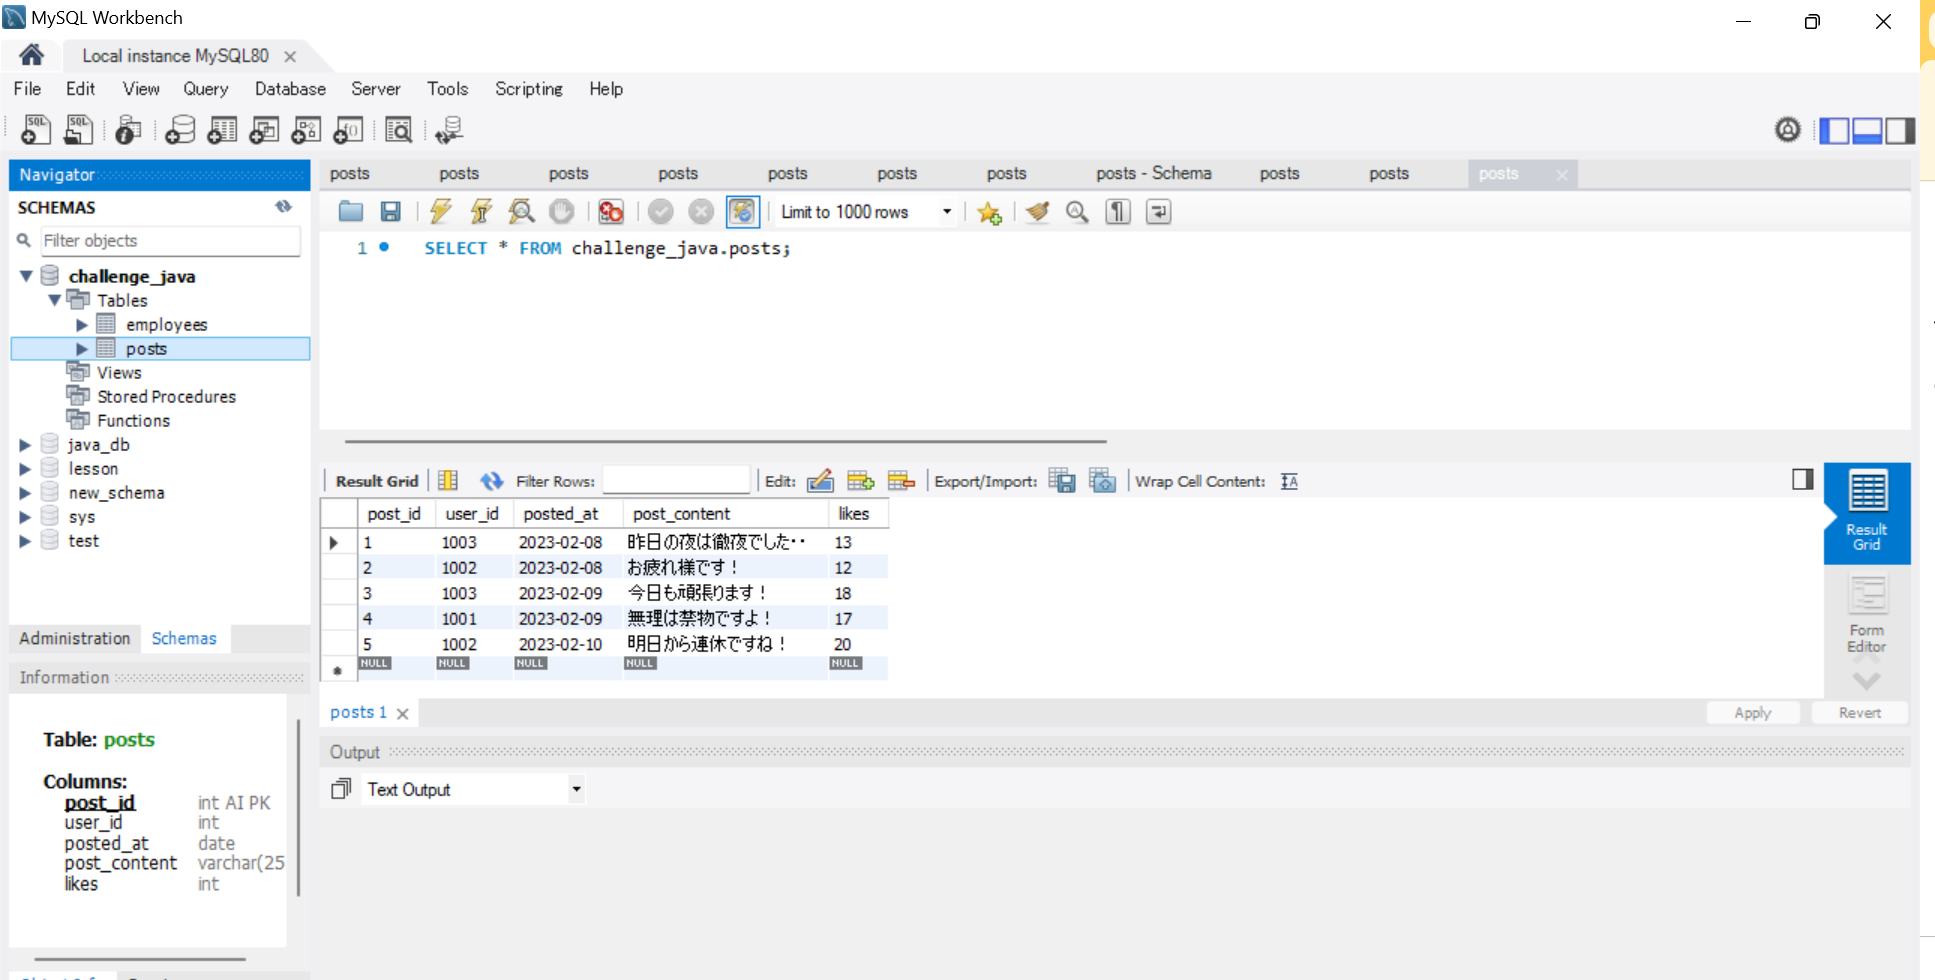 MySQL Workbench
Local instance MySQL80
File Edit View Query Database Server Tools Scripting Help
Navigator
SCHEMAS
Filter objects
challenge_java
Tables
employees
posts
Views
Stored Procedures
Functions
java_db
lesson
new_schema
sys
test
Administration Schemas
Information
Table: posts
Columns:
post_id int AI PK
user_id int
posted_at date
post_content varchar(25
likes int
posts posts posts posts posts posts posts posts - Schema posts posts posts
Limit to 1000 rows
1 SELECT * FROM challenge_java.posts;
Result Grid Filter Rows: Edit: Export/Import: Wrap Cell Content:
post_id user_id posted_at post_content likes
1 1003 2023-02-08 昨日の夜は徹夜でした・・ 13
2 1002 2023-02-08 お疲れ様です！ 12
3 1003 2023-02-09 今日も頑張ります！ 18
4 1001 2023-02-09 無理は禁物ですよ！ 17
5 1002 2023-02-10 明日から連休ですね！ 20
NULL NULL NULL NULL NULL
Result
Grid
Form
Editor
posts 1
Apply Revert
Output
Text Output